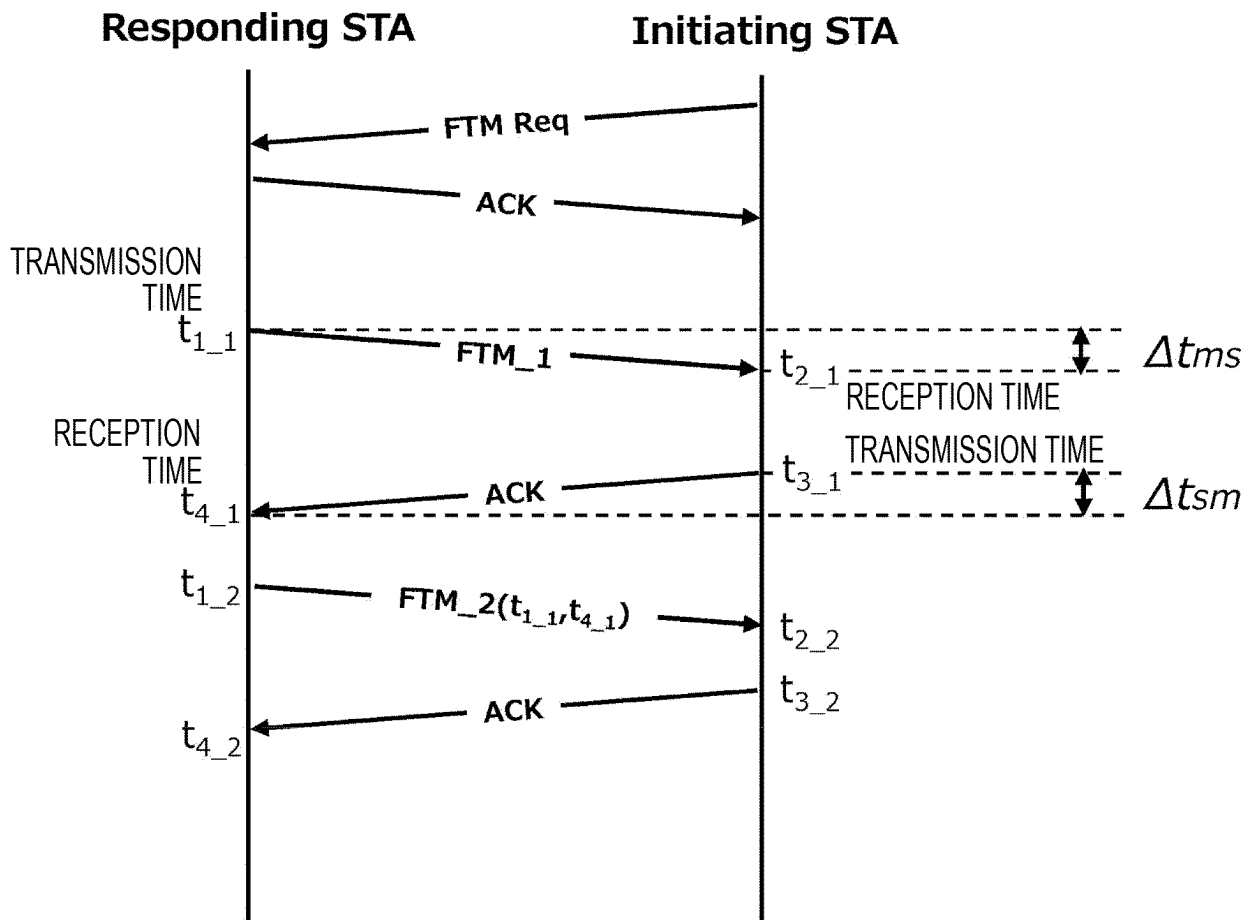 Responding STA
Initiating STA
FTM Req
ACK
TRANSMISSION
TIME
t1_1
FTM_1
t2_1
Δtms
RECEPTION TIME
RECEPTION
TIME
TRANSMISSION TIME
t3_1
ACK
t4_1
Δtsm
t1_2
FTM_2(t1_1,t4_1)
t2_2
t3_2
ACK
t4_2